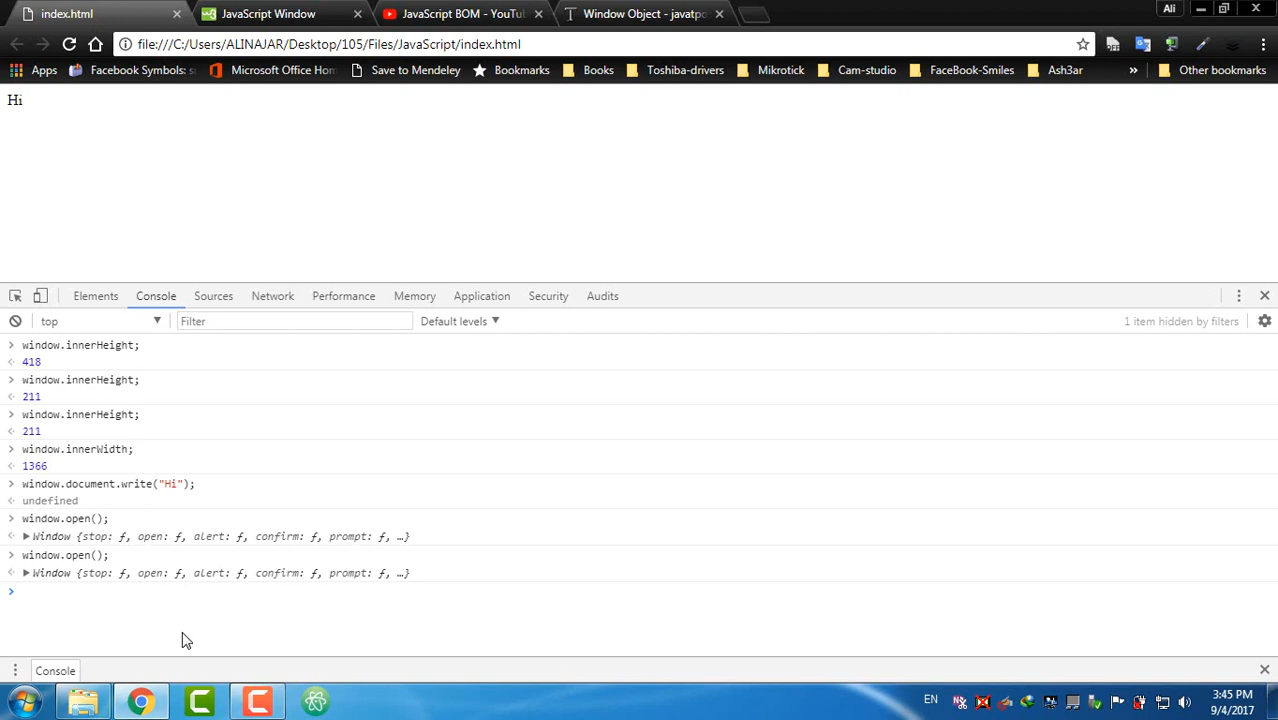 index.html
JavaScript Window
JavaScript BOM - YouTu
Window Object - javatpo
Ali
file:///C:/Users/ALINAJAR/Desktop/105/Files/JavaScript/index.html
Apps
Facebook Symbols: s
Microsoft Office Hom
Save to Mendeley
Bookmarks
Books
Toshiba-drivers
Mikrotick
Cam-studio
FaceBook-Smiles
Ash3ar
»
Other bookmarks
Hi
Elements
Console
Sources
Network
Performance
Memory
Application
Security
Audits
top
Filter
Default levels
1 item hidden by filters
window.innerHeight;
418
window.innerHeight;
211
window.innerHeight;
211
window.innerWidth;
1366
window.document.write("Hi");
undefined
window.open();
Window {stop: ƒ, open: ƒ, alert: ƒ, confirm: ƒ, prompt: ƒ, …}
window.open();
Window {stop: ƒ, open: ƒ, alert: ƒ, confirm: ƒ, prompt: ƒ, …}
Console
EN
3:45 PM
9/4/2017